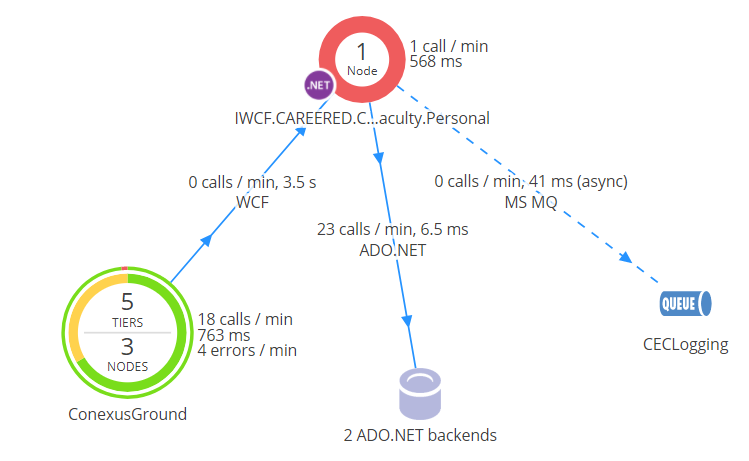 1
Node
1 call / min
568 ms
.NET
IWCF.CAREERED.C...aculty.Personal
0 calls / min, 3.5 s
WCF
0 calls / min, 41 ms (async)
MS MQ
23 calls / min, 6.5 ms
ADO.NET
5
TIERS
3
NODES
18 calls / min
763 ms
4 errors / min
ConexusGround
QUEUE
CECLogging
2 ADO.NET backends